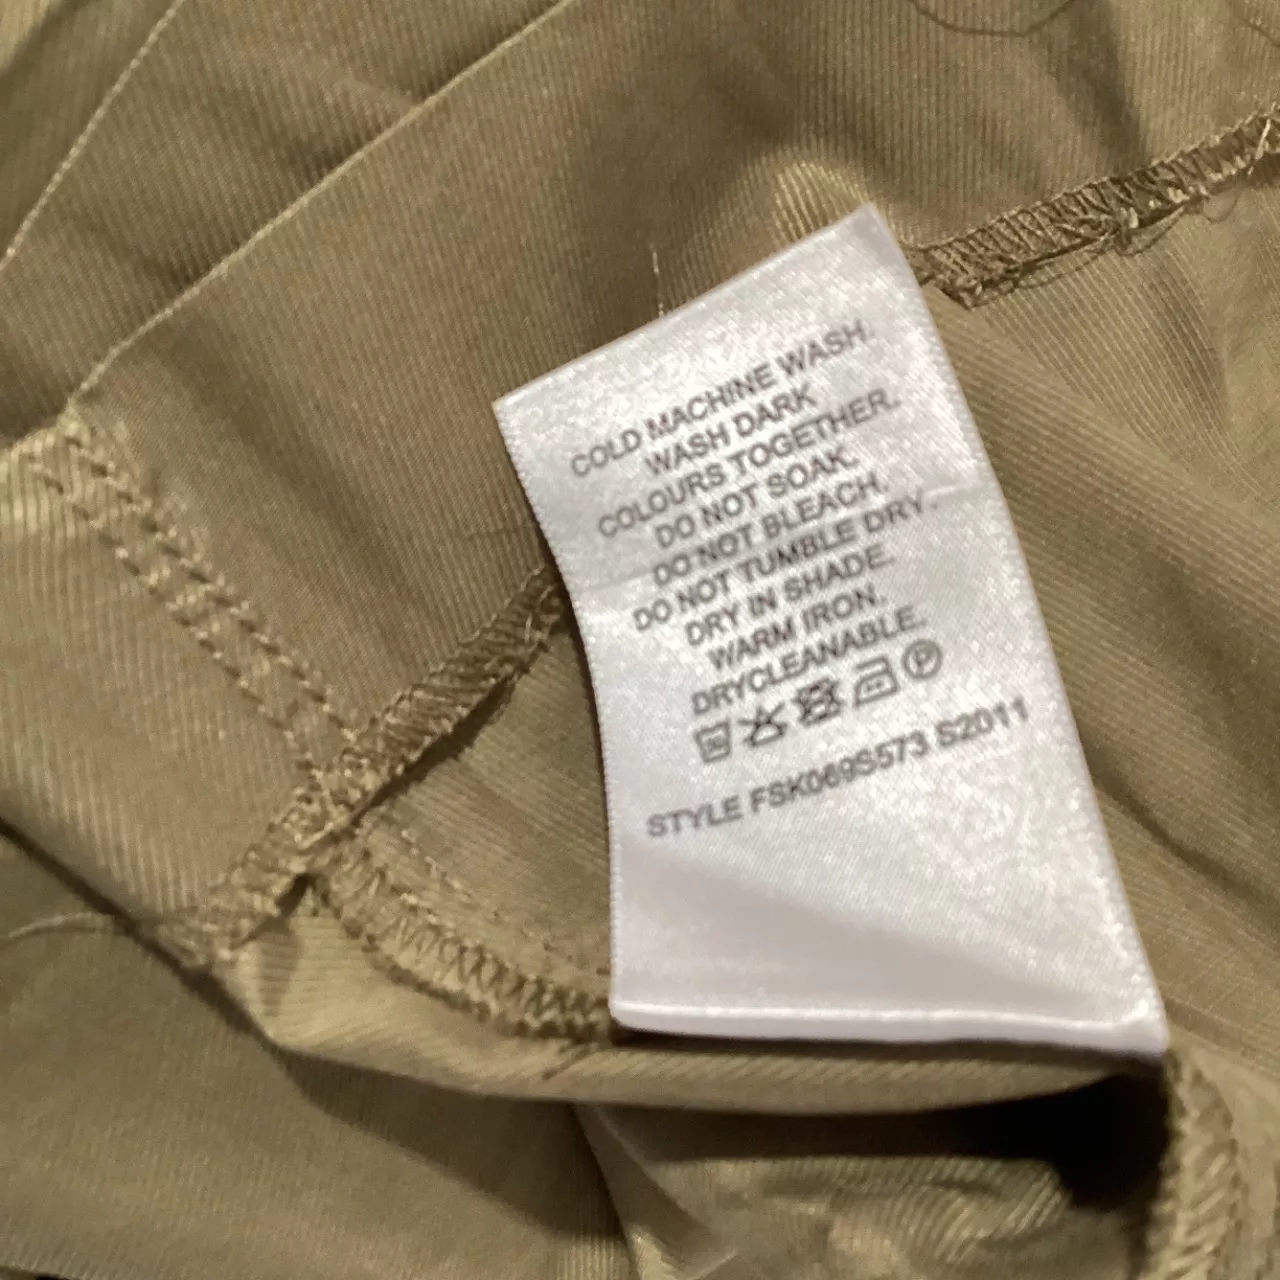 COLD MACHINE WASH.
WASH DARK
COLOURS TOGETHER.
DO NOT SOAK.
DO NOT BLEACH.
DO NOT TUMBLE DRY.
DRY IN SHADE.
WARM IRON.
DRYCLEANABLE.
P
STYLE FSK069S573 S2011